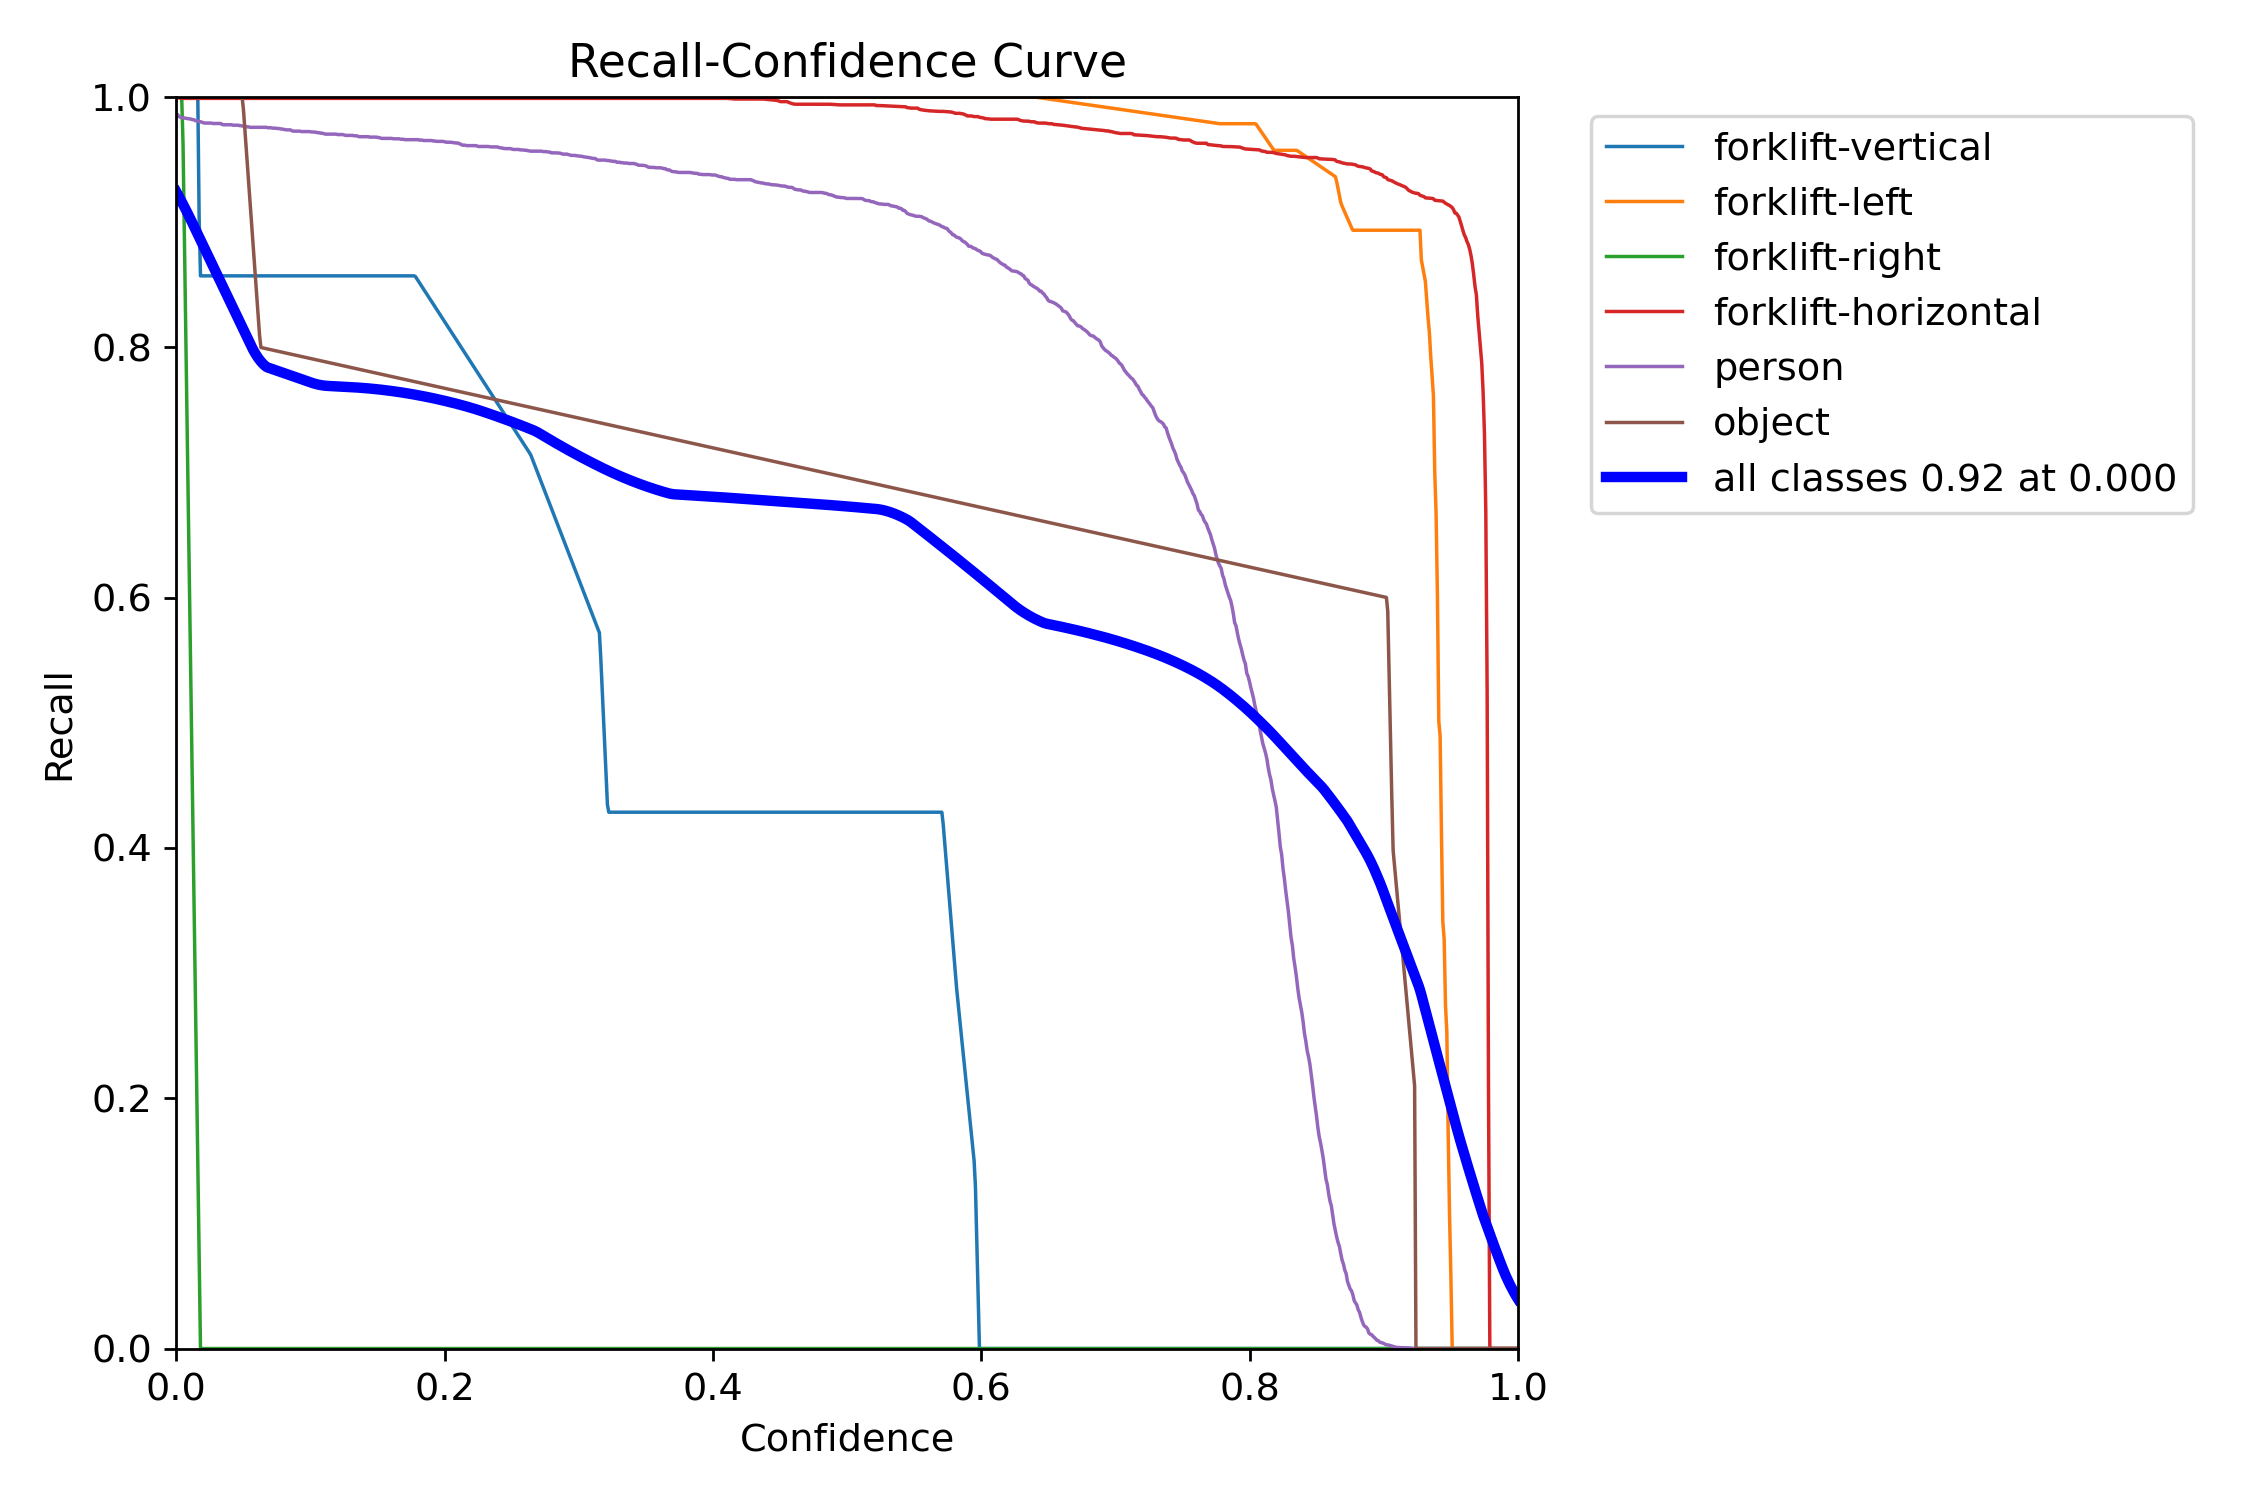 Recall-Confidence Curve
1.0
0.8
0.6
0.4
0.2
0.0
Recall
0.0 0.2 0.4 0.6 0.8 1.0
Confidence
forklift-vertical
forklift-left
forklift-right
forklift-horizontal
person
object
all classes 0.92 at 0.000